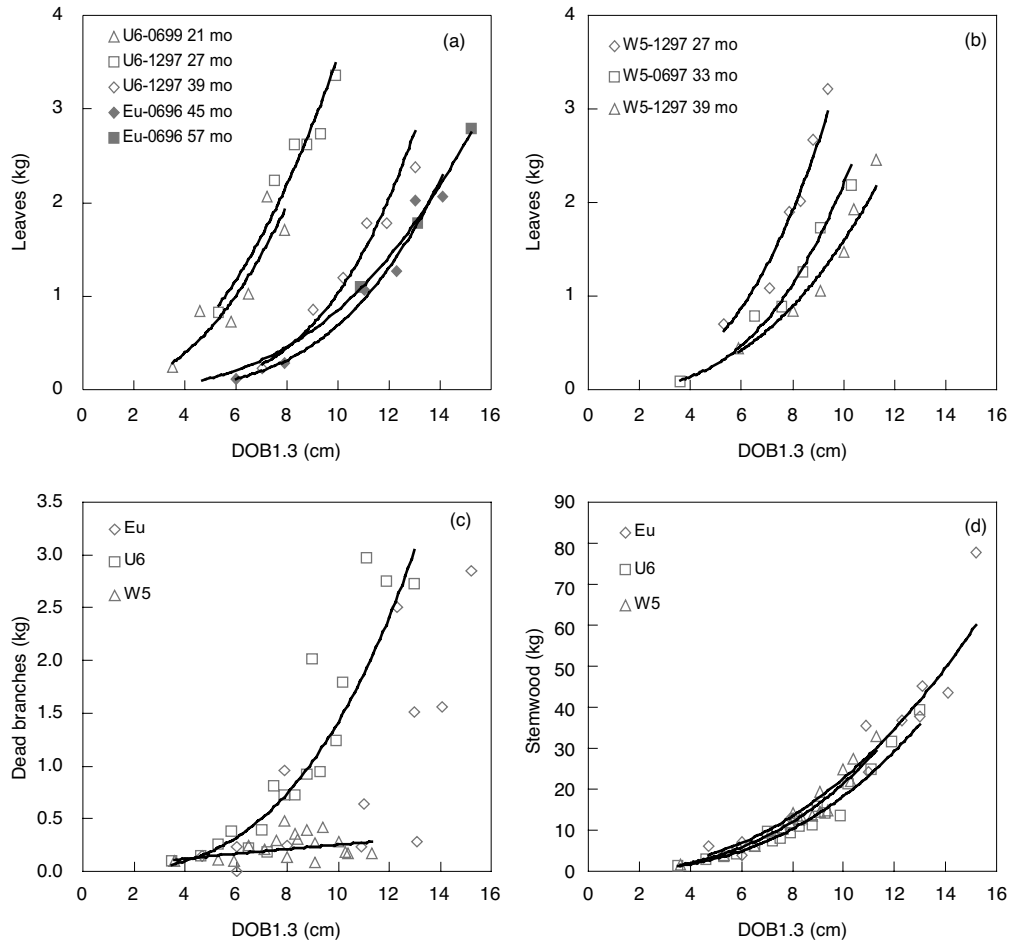 (a)
U6-0699 21 mo
U6-1297 27 mo
U6-1297 39 mo
Eu-0696 45 mo
Eu-0696 57 mo
Leaves (kg)
4
3
2
1
0
0 2 4 6 8 10 12 14 16
DOB1.3 (cm)
(b)
W5-1297 27 mo
W5-0697 33 mo
W5-1297 39 mo
Leaves (kg)
4
3
2
1
0
0 2 4 6 8 10 12 14 16
DOB1.3 (cm)
(c)
Eu
U6
W5
Dead branches (kg)
3.5
3.0
2.5
2.0
1.5
1.0
0.5
0.0
0 2 4 6 8 10 12 14 16
DOB1.3 (cm)
(d)
Eu
U6
W5
Stemwood (kg)
90
80
70
60
50
40
30
20
10
0
0 2 4 6 8 10 12 14 16
DOB1.3 (cm)